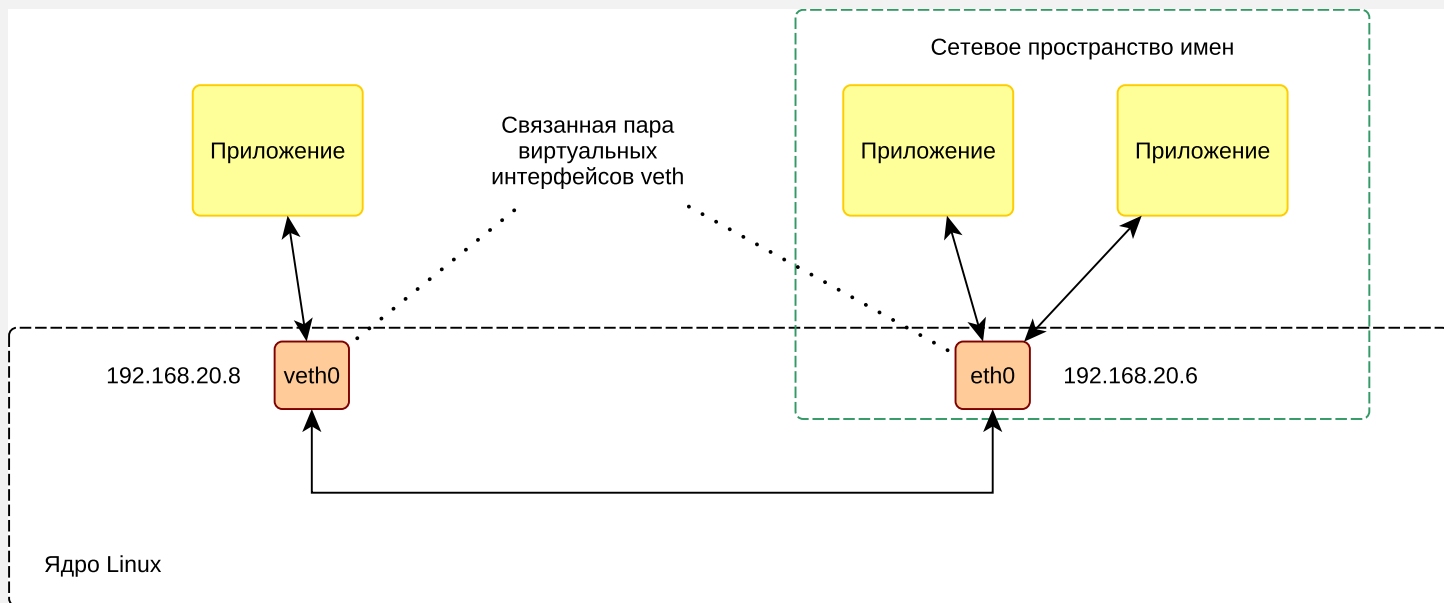 Сетевое пространство имен
Связанная пара
виртуальных
интерфейсов veth
Приложение
Приложение
Приложение
192.168.20.8
veth0
eth0
192.168.20.6
Ядро Linux